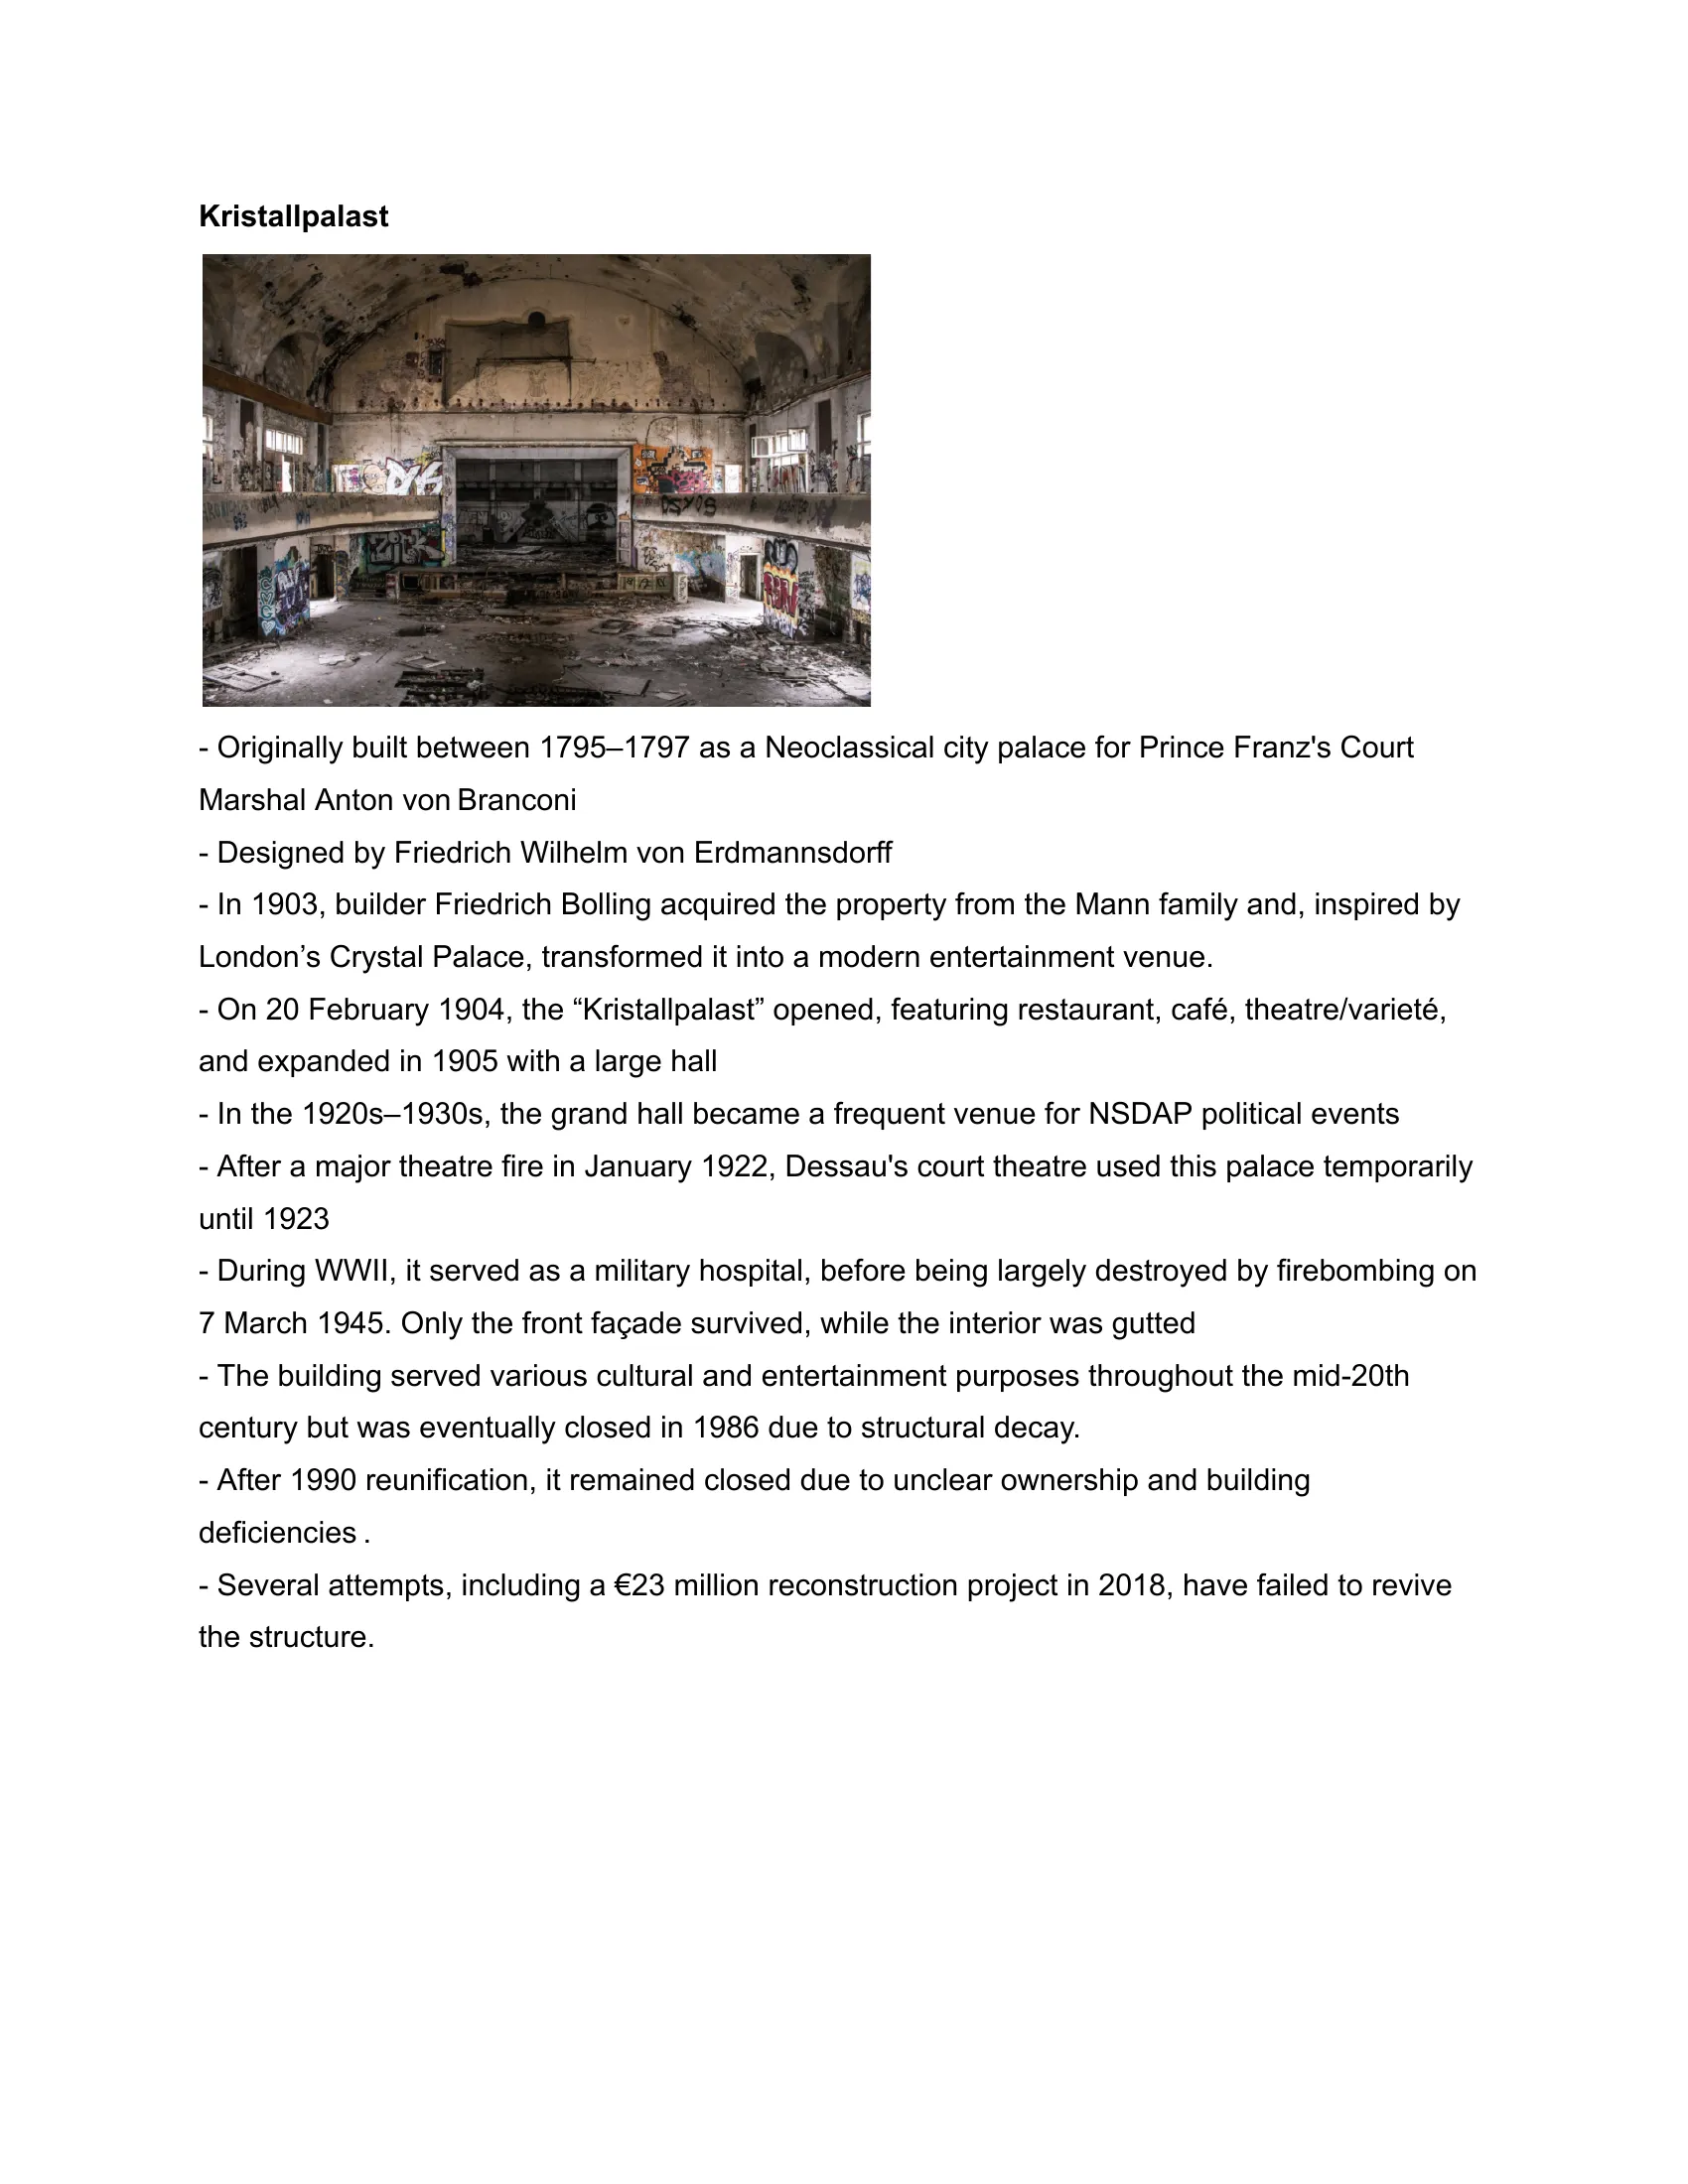 Kristallpalast
- Originally built between 1795–1797 as a Neoclassical city palace for Prince Franz's Court
Marshal Anton von Branconi
- Designed by Friedrich Wilhelm von Erdmannsdorff
- In 1903, builder Friedrich Bolling acquired the property from the Mann family and, inspired by
London’s Crystal Palace, transformed it into a modern entertainment venue.
- On 20 February 1904, the “Kristallpalast” opened, featuring restaurant, café, theatre/varieté,
and expanded in 1905 with a large hall
- In the 1920s–1930s, the grand hall became a frequent venue for NSDAP political events
- After a major theatre fire in January 1922, Dessau's court theatre used this palace temporarily
until 1923
- During WWII, it served as a military hospital, before being largely destroyed by firebombing on
7 March 1945. Only the front façade survived, while the interior was gutted
- The building served various cultural and entertainment purposes throughout the mid-20th
century but was eventually closed in 1986 due to structural decay.
- After 1990 reunification, it remained closed due to unclear ownership and building
deficiencies .
- Several attempts, including a €23 million reconstruction project in 2018, have failed to revive
the structure.